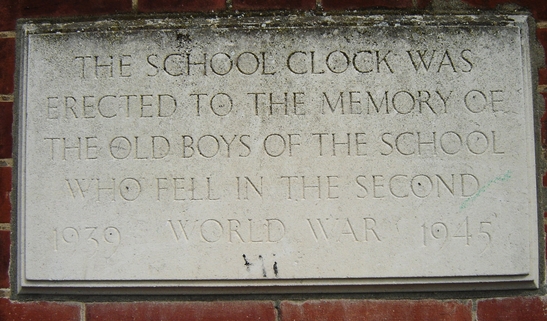 THE SCHOOL CLOCK WAS
ERECTED TO THE MEMORY OF
THE OLD BOYS OF THE SCHOOL
WHO FELL IN THE SECOND
1939 WORLD WAR 1945